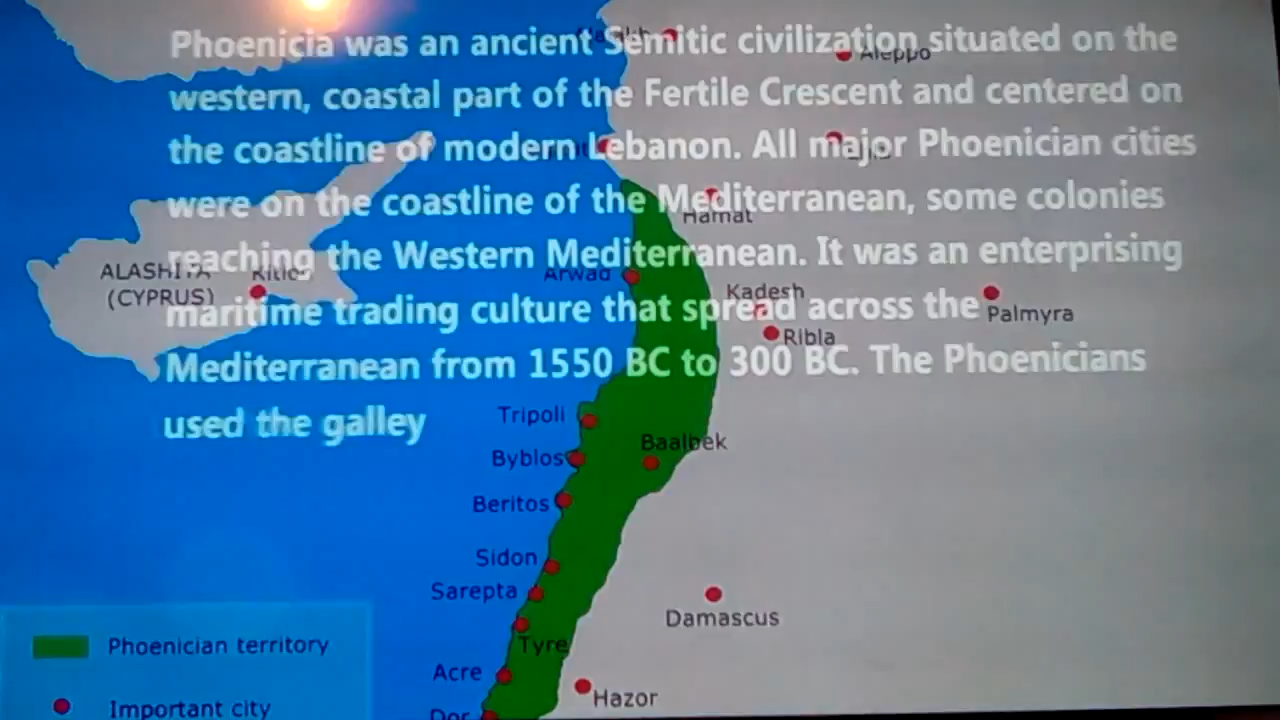 Phoenicia was an ancient Semitic civilization situated on the
western, coastal part of the Fertile Crescent and centered on
the coastline of modern Lebanon. All major Phoenician cities
were on the coastline of the Mediterranean, some colonies
reaching the Western Mediterranean. It was an enterprising
maritime trading culture that spread across the
Mediterranean from 1550 BC to 300 BC. The Phoenicians
used the galley
Aleppo
Hamat
ALASHIYA
(CYPRUS)
Kition
Arwad
Kadesh
Palmyra
Ribla
Tripoli
Baalbek
Byblos
Beritos
Sidon
Sarepta
Damascus
Tyre
Acre
Hazor
Dor
Phoenician territory
Important city